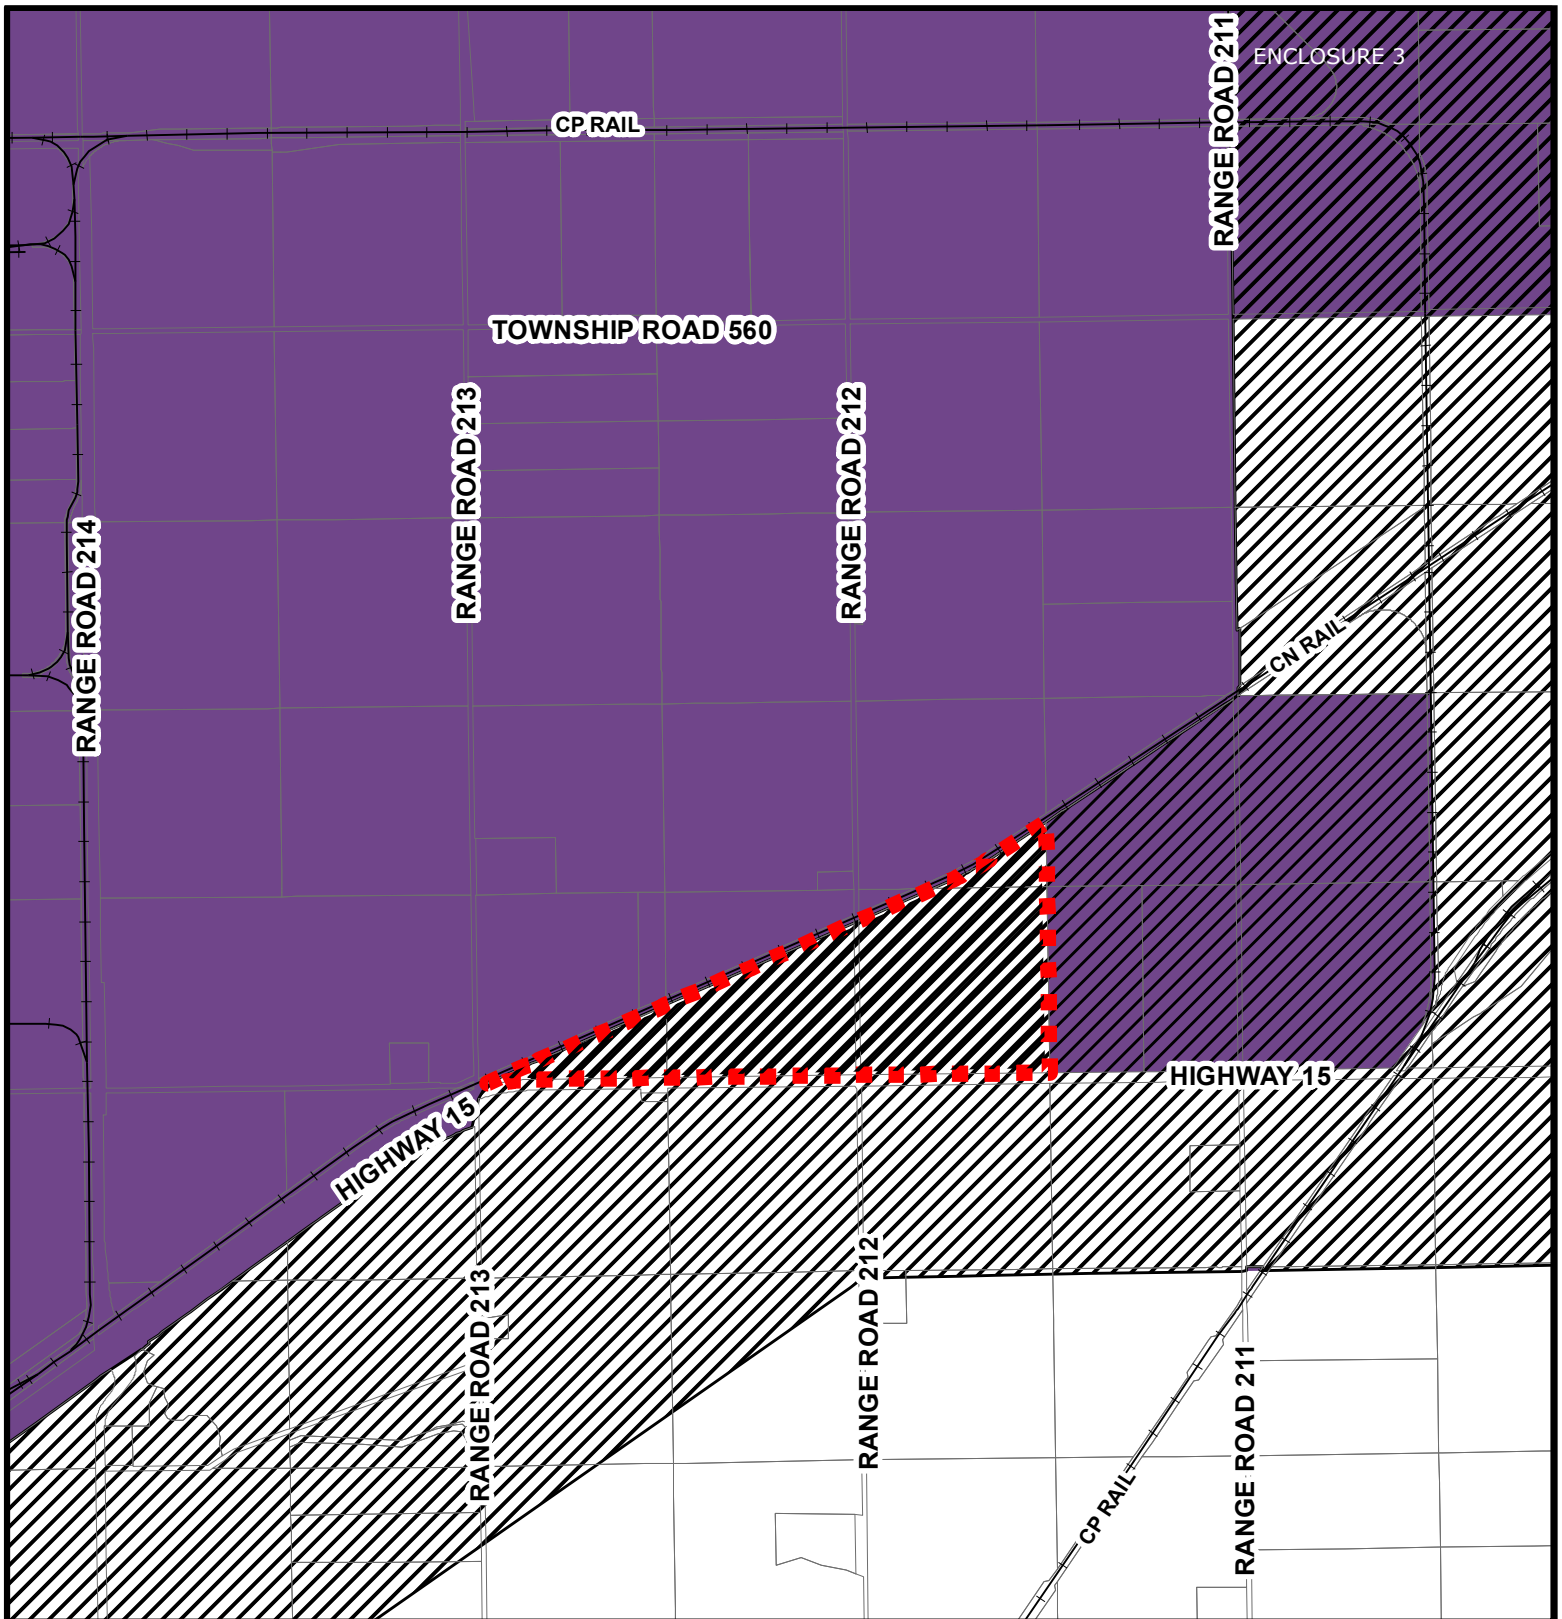 ENCLOSURE 3
RANGE ROAD 211
CP RAIL
TOWNSHIP ROAD 560
RANGE ROAD 213
RANGE ROAD 212
RANGE ROAD 214
CN RAIL
HIGHWAY 15
HIGHWAY 15
RANGE ROAD 213
RANGE ROAD 212
RANGE ROAD 211
CP RAIL